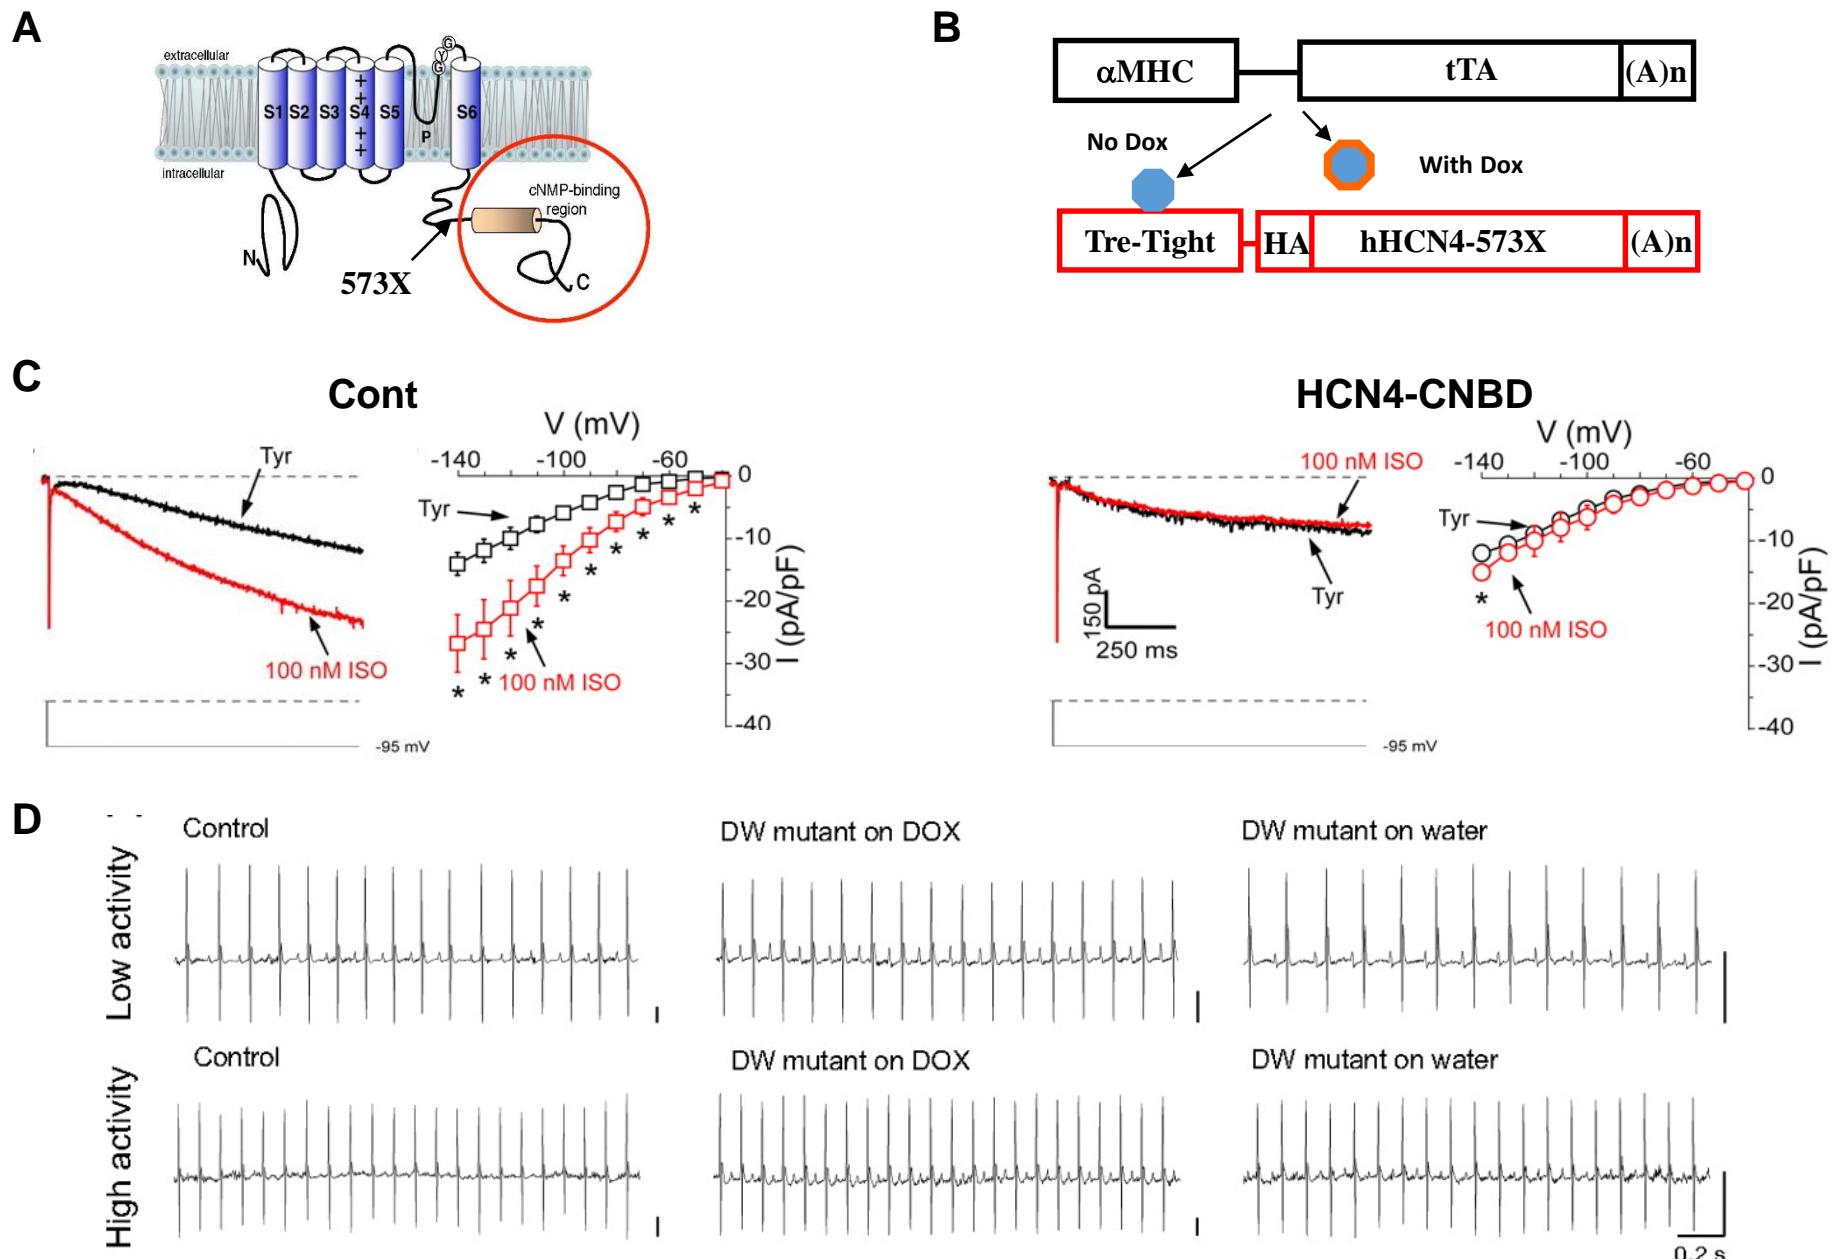 A
extracellular
intracellular
S1 S2 S3 S4 S5 S6
+
+
+
+
P
G
Y
G
N
C
cNMP-binding
region
573X
B
αMHC
tTA
(A)n
No Dox
With Dox
Tre-Tight
HA
hHCN4-573X
(A)n
C
Cont
Tyr
100 nM ISO
-95 mV
V (mV)
-140 -100 -60
0
-10
-20
-30
-40
I (pA/pF)
Tyr
100 nM ISO
* * * * * * * * * *
HCN4-CNBD
100 nM ISO
Tyr
150 pA
250 ms
-95 mV
V (mV)
-140 -100 -60
0
-10
-20
-30
-40
I (pA/pF)
Tyr
100 nM ISO
*
D
Low activity
Control
DW mutant on DOX
DW mutant on water
High activity
Control
DW mutant on DOX
DW mutant on water
0.2 s